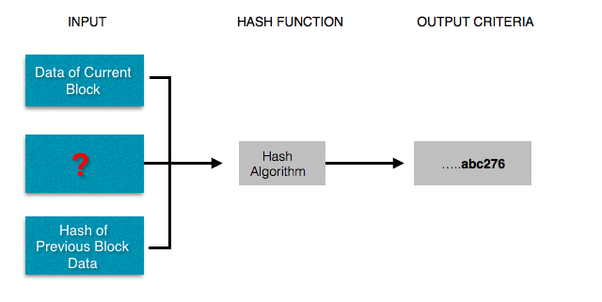 INPUT
HASH FUNCTION
OUTPUT CRITERIA
Data of Current
Block
?
Hash
Algorithm
.....abc276
Hash of
Previous Block
Data